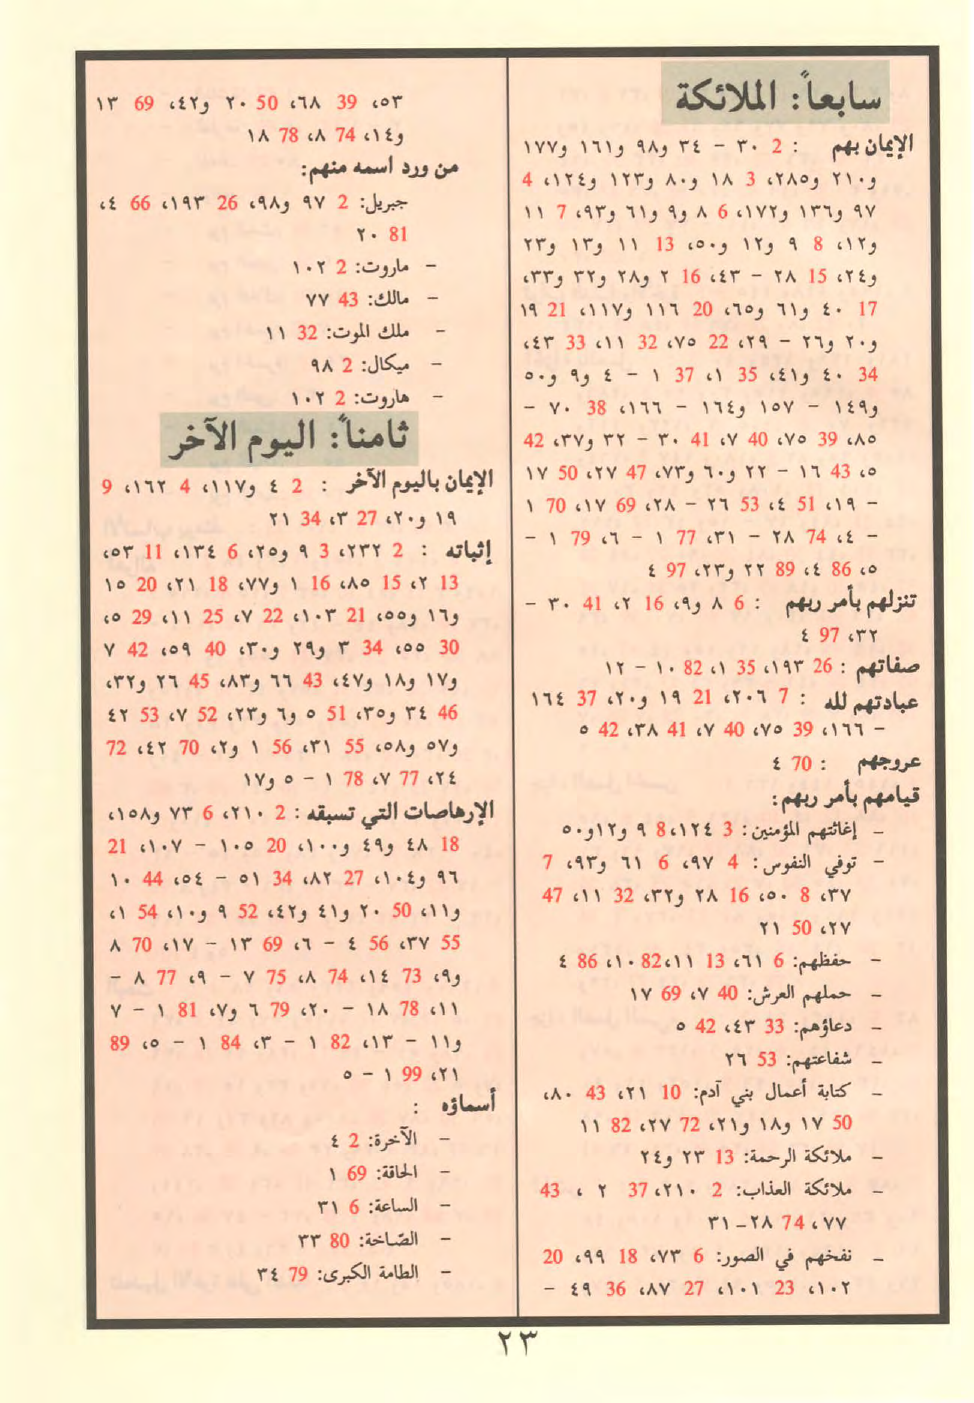 سابعاً: الملائكة
الإيمان بهم : 2 ٣٠ – ٣٤ و٩٨ و١٦١ و١٧٧
و٢١٠ و٢٨٥، 3 ١٨ و٨٠ و١٢٣ و١٢٤، 4
٩٧ و١٣٦ و١٧٢، 6 ٨ و٩ و٦١ و٩٣، 7 ١١
و١٢، 8 ٩ و١٢ و٥٠، 13 ١١ و١٣ و٢٣
و٢٤، 15 ٢٨ – ٤٣، 16 ٢ و٢٨ و٣٢ و٣٣،
17 ٤٠ و٦١ و٦٥، 20 ١١٦ و١١٧، 21 ١٩
و٢٠ و٢٦ – ٢٩، 22 ٧٥، 32 ١١، 33 ٤٣،
34 ٤٠ و٤١، 35 ١، 37 ١ – ٤ و٩ و٥٠
و١٤٩ – ١٥٧ و١٦٤ – ١٦٦، 38 ٧٠ –
٨٥، 39 ٧٥، 40 ٧، 41 ٣٠ – ٣٢ و٣٧، 42
٥، 43 ١٦ – ٢٢ و٦٠ و٧٣، 47 ٢٧، 50 ١٧
– ١٩، 51 ٤، 53 ٢٦ – ٢٨، 69 ١٧، 70 ١
– ٤، 74 ٢٨ – ٣١، 77 ١ – ٦، 79 ١ –
٥، 86 ٤، 89 ٢٢ و٢٣، 97 ٤
تنزلهم بأمر ربهم : 6 ٨ و٩، 16 ٢، 41 ٣٠ –
٣٢، 97 ٤
صفاتهم : 26 ١٩٣، 35 ١، 82 ١٠ – ١٢
عبادتهم لله : 7 ٢٠٦، 21 ١٩ و٢٠، 37 ١٦٤
– ١٦٦، 39 ٧٥، 40 ٧، 41 ٣٨، 42 ٥
عروجهم : 70 ٤
قيامهم بأمر ربهم:
– إغاثتهم المؤمنين: 3 ١٢٤، 8 ٩ و١٢ و٥٠
– توفي النفوس: 4 ٩٧، 6 ٦١ و٩٣، 7
٣٧، 8 ٥٠، 16 ٢٨ و٣٢، 32 ١١، 47
٢٧، 50 ٢١
– حفظهم: 6 ٦١، 13 ١١، 82 ١٠، 86 ٤
– حملهم العرش: 40 ٧، 69 ١٧
– دعاؤهم: 33 ٤٣، 42 ٥
– شفاعتهم: 53 ٢٦
– كتابة أعمال بني آدم: 10 ٢١، 43 ٨٠،
50 ١٧ و١٨ و٢١، 72 ٢٧، 82 ١١
– ملائكة الرحمة: 13 ٢٣ و٢٤
– ملائكة العذاب: 2 ٢١٠، 37 ٢ ، 43
٧٧ ، 74 ٢٨– ٣١
– نفخهم في الصور: 6 ٧٣، 18 ٩٩، 20
١٠٢، 23 ١٠١، 27 ٨٧، 36 ٤٩ –
٥٣، 39 ٦٨، 50 ٢٠ و٤٢، 69 ١٣
و١٤، 74 ٨، 78 ١٨
من ورد اسمه منهم:
جبريل: 2 ٩٧ و٩٨، 26 ١٩٣، 66 ٤،
81 ٢٠
– ماروت: 2 ١٠٢
– مالك: 43 ٧٧
– ملك الموت: 32 ١١
– ميكال: 2 ٩٨
– هاروت: 2 ١٠٢
ثامناً: اليوم الآخر
الإيمان باليوم الآخر : 2 ٤ و١١٧، 4 ١٦٢، 9
١٩ و٢٠، 27 ٣، 34 ٢١
إثباته : 2 ٢٣٢، 3 ٩ و٢٥، 6 ١٣٤، 11 ٥٣،
13 ٢، 15 ٨٥، 16 ١ و٧٧، 18 ٢١، 20 ١٥
و١٦ و٥٥، 21 ١٠٣، 22 ٧، 25 ١١، 29 ٥،
30 ٥٥، 34 ٣ و٢٩ و٣٠، 40 ٥٩، 42 ٧
و١٧ و١٨ و٤٧، 43 ٦٦ و٨٣، 45 ٢٦ و٣٢،
46 ٣٤ و٣٥، 51 ٥ و٦ و٢٣، 52 ٧، 53 ٤٢
و٥٧ و٥٨، 55 ٣١، 56 ١ و٢، 70 ٤٢، 72
٢٤، 77 ٧، 78 ١ – ٥ و١٧
الإرهاصات التي تسبقه : 2 ٢١٠، 6 ٧٣ و١٥٨،
18 ٤٨ و٤٩ و١٠٠، 20 ١٠٥ – ١٠٧، 21
٩٦ و١٠٤، 27 ٨٢، 34 ٥١ – ٥٤، 44 ١٠
و١١، 50 ٢٠ و٤١ و٤٢، 52 ٩ و١٠، 54 ١،
55 ٣٧، 56 ٤ – ٦، 69 ١٣ – ١٧، 70 ٨
و٩، 73 ١٤، 74 ٨، 75 ٧ – ٩، 77 ٨ –
١١، 78 ١٨ – ٢٠، 79 ٦ و٧، 81 ١ – ٧
و١١ – ١٣، 82 ١ – ٣، 84 ١ – ٥، 89
٢١، 99 ١ – ٥
أسماؤه :
– الآخرة: 2 ٤
– الحاقة: 69 ١
– الساعة: 6 ٣١
– الصّاخة: 80 ٣٣
– الطامة الكبرى: 79 ٣٤
٢٣